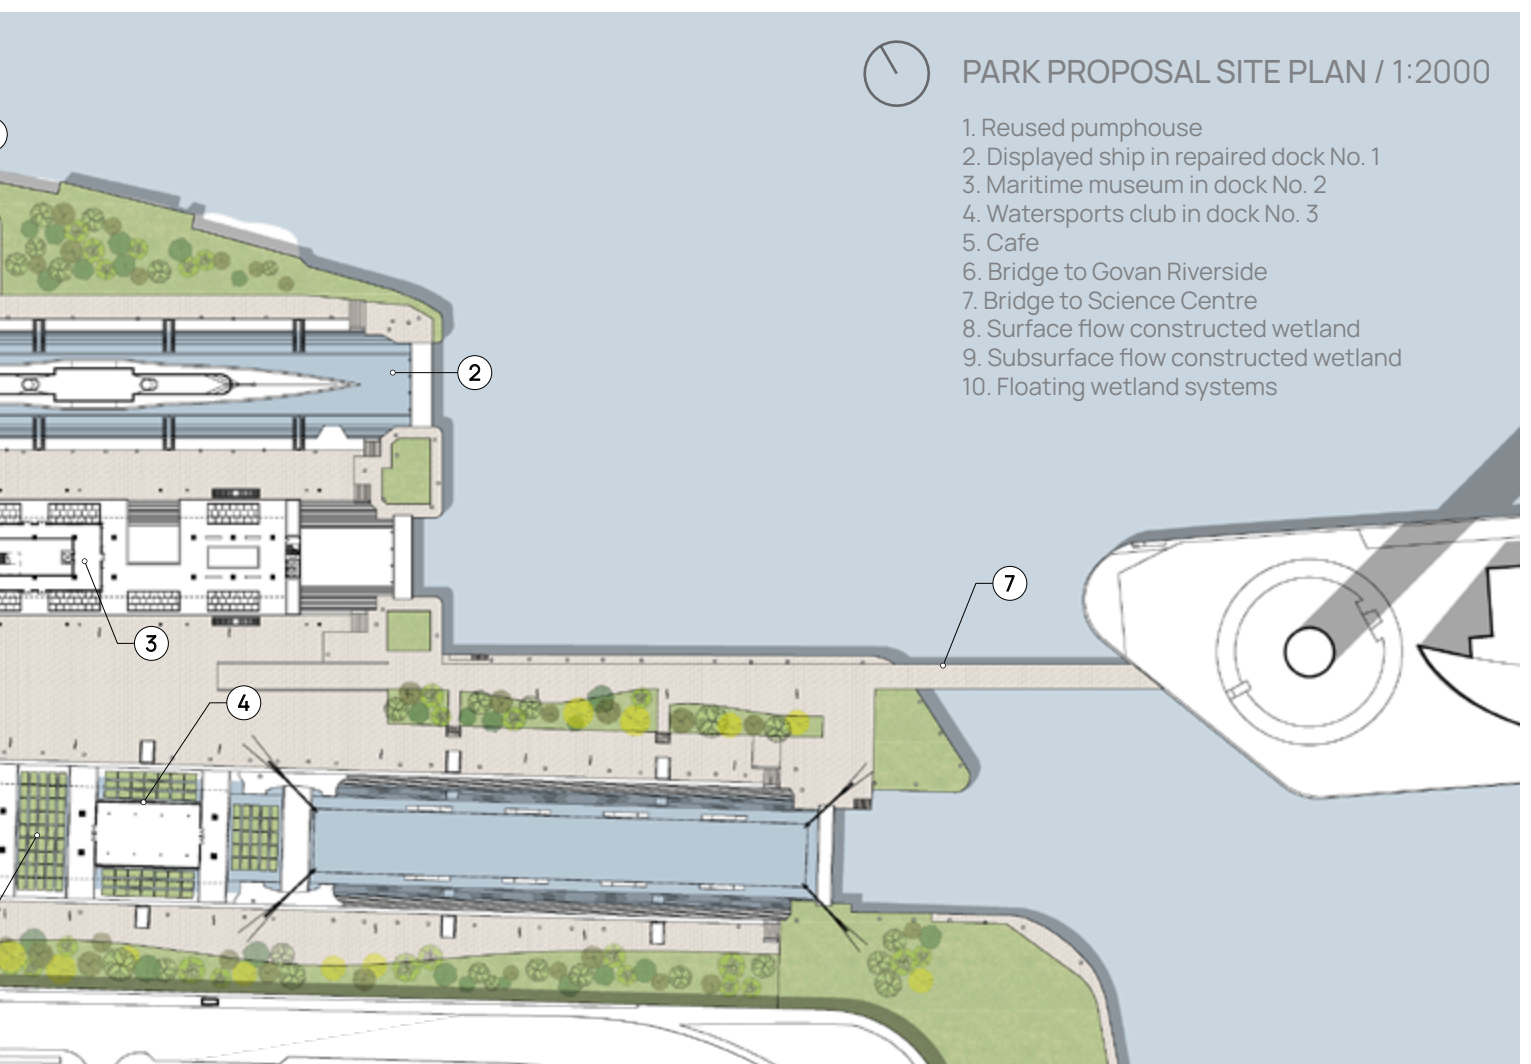 PARK PROPOSAL SITE PLAN / 1:2000
1. Reused pumphouse
2. Displayed ship in repaired dock No. 1
3. Maritime museum in dock No. 2
4. Watersports club in dock No. 3
5. Cafe
6. Bridge to Govan Riverside
7. Bridge to Science Centre
8. Surface flow constructed wetland
9. Subsurface flow constructed wetland
10. Floating wetland systems
2
7
3
4